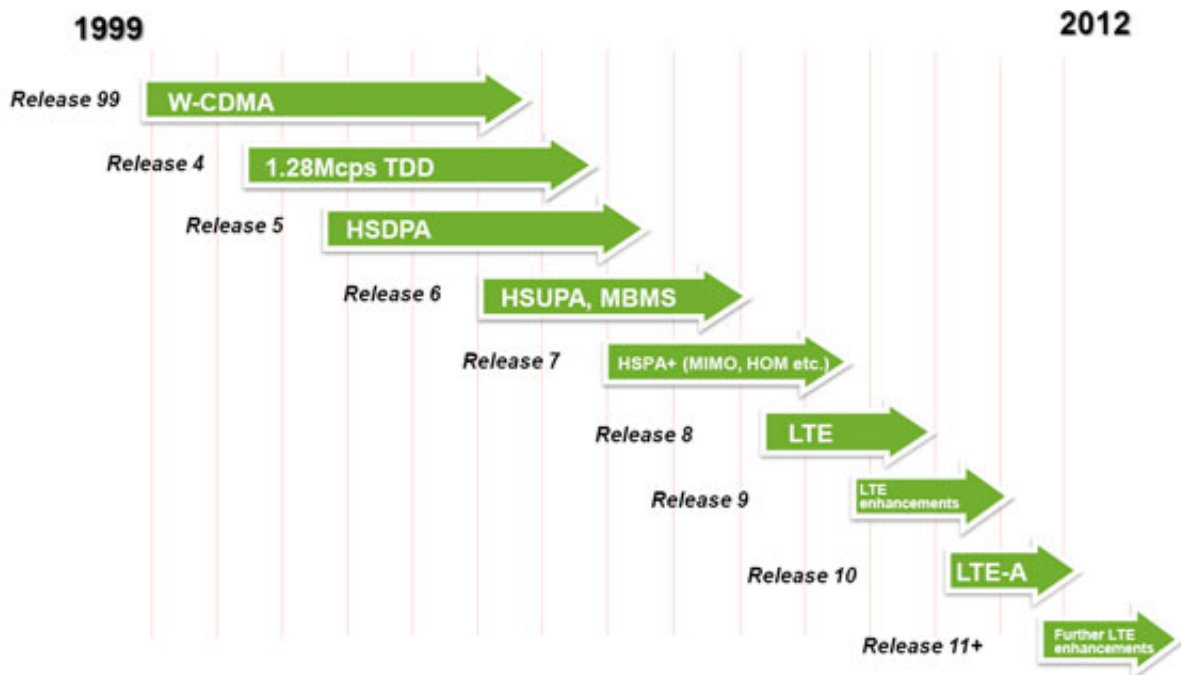 1999
2012
Release 99
W-CDMA
Release 4
1.28Mcps TDD
Release 5
HSDPA
Release 6
HSUPA, MBMS
Release 7
HSPA+ (MIMO, HOM etc.)
Release 8
LTE
Release 9
LTE
enhancements
Release 10
LTE-A
Release 11+
Further LTE
enhancements